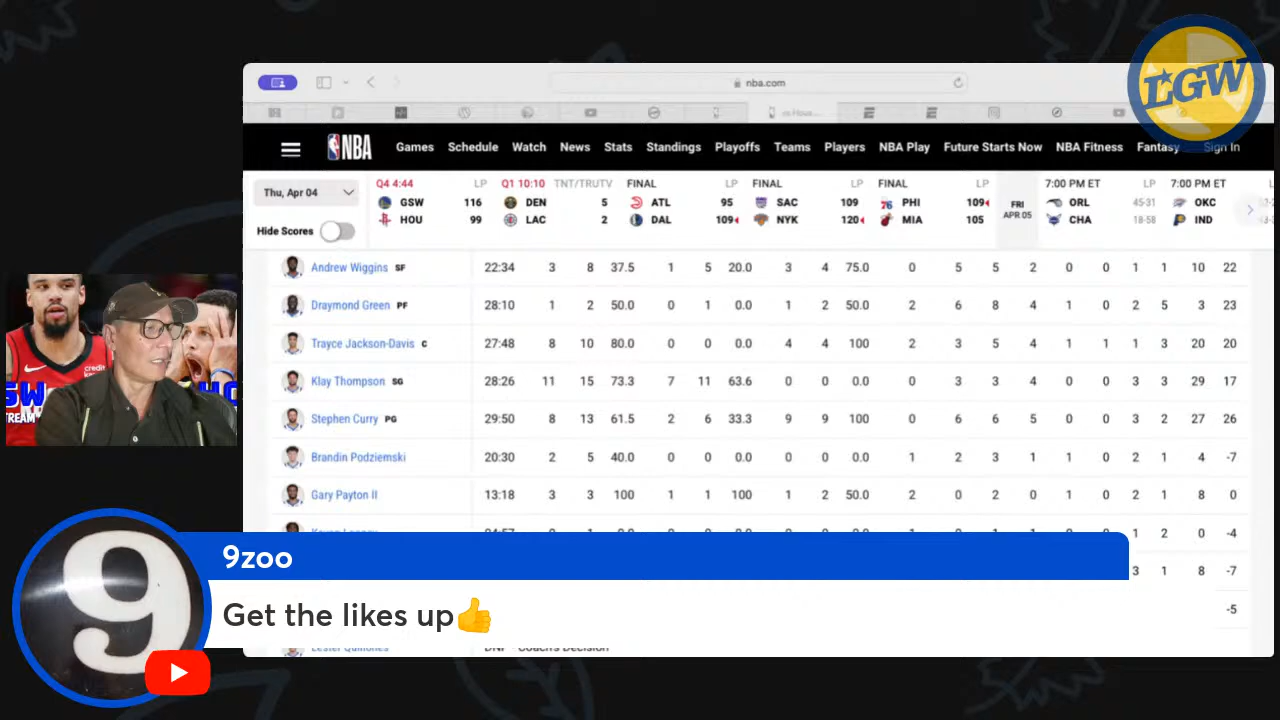 LGW
nba.com
NBA Games Schedule Watch News Stats Standings Playoffs Teams Players NBA Play Future Starts Now NBA Fitness Fantasy Sign In
Thu, Apr 04
Hide Scores
Q4 4:44 LP
GSW 116
HOU 99
Q1 10:10 TNT/TRUTV
DEN 5
LAC 2
FINAL LP
ATL 95
DAL 109
FINAL LP
SAC 109
NYK 120
FINAL LP
PHI 109
MIA 105
FRI
APR 05
7:00 PM ET LP
ORL 45-31
CHA 18-58
7:00 PM ET
OKC
IND
Andrew Wiggins SF 22:34 3 8 37.5 1 5 20.0 3 4 75.0 0 5 5 2 0 0 1 1 10 22
Draymond Green PF 28:10 1 2 50.0 0 1 0.0 1 2 50.0 2 6 8 4 1 0 2 5 3 23
Trayce Jackson-Davis C 27:48 8 10 80.0 0 0 0.0 4 4 100 2 3 5 4 1 1 1 3 20 20
Klay Thompson SG 28:26 11 15 73.3 7 11 63.6 0 0 0.0 0 3 3 4 0 0 3 3 29 17
Stephen Curry PG 29:50 8 13 61.5 2 6 33.3 9 9 100 0 6 6 5 0 0 3 2 27 26
Brandin Podziemski 20:30 2 5 40.0 0 0 0.0 0 0 0.0 1 2 3 1 1 0 2 1 4 -7
Gary Payton II 13:18 3 3 100 1 1 100 1 2 50.0 2 0 2 0 1 0 2 1 8 0
1 2 0 -4
3 1 8 -7
-5
Lester Quinones DNP - Coach's Decision
9
9zoo
Get the likes up👍